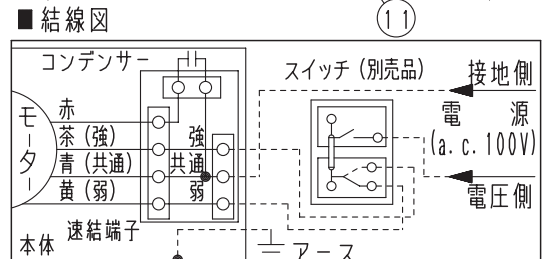 ■結線図
11
コンデンサー
スイッチ（別売品）
接地側
電源
(a.c.100V)
電圧側
モーター
赤
茶（強）
青（共通）
黄（弱）
強
共通
弱
速結端子
本体
アース